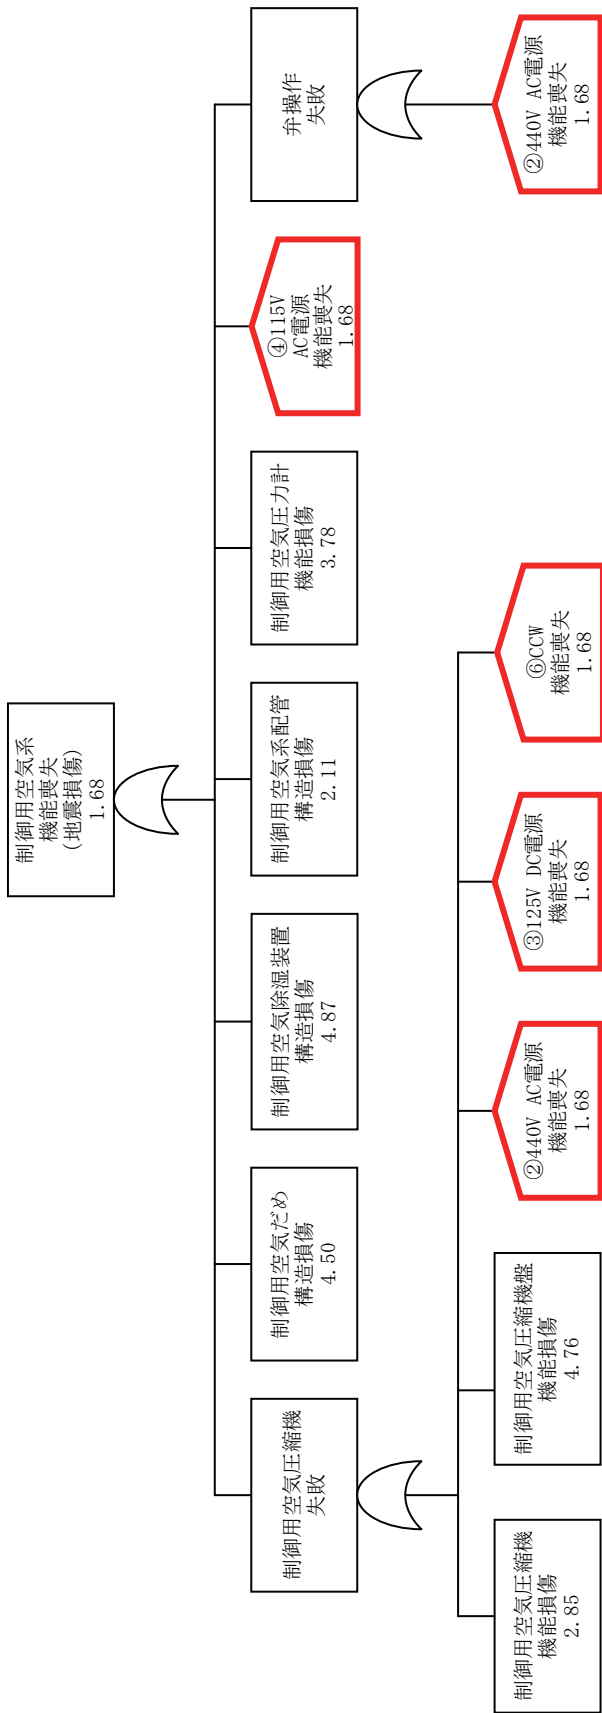 制御用空気系
機能喪失
(地震損傷)
1.68
制御用空気圧縮機
失敗
制御用空気だめ
構造損傷
4.50
制御用空気除湿装置
構造損傷
4.87
制御用空気系配管
構造損傷
2.11
制御用空気圧力計
機能損傷
3.78
④115V
AC電源
機能喪失
1.68
弁操作
失敗
制御用空気圧縮機
機能損傷
2.85
制御用空気圧縮機盤
機能損傷
4.76
②440V AC電源
機能喪失
1.68
③125V DC電源
機能喪失
1.68
⑥CCW
機能喪失
1.68
②440V AC電源
機能喪失
1.68